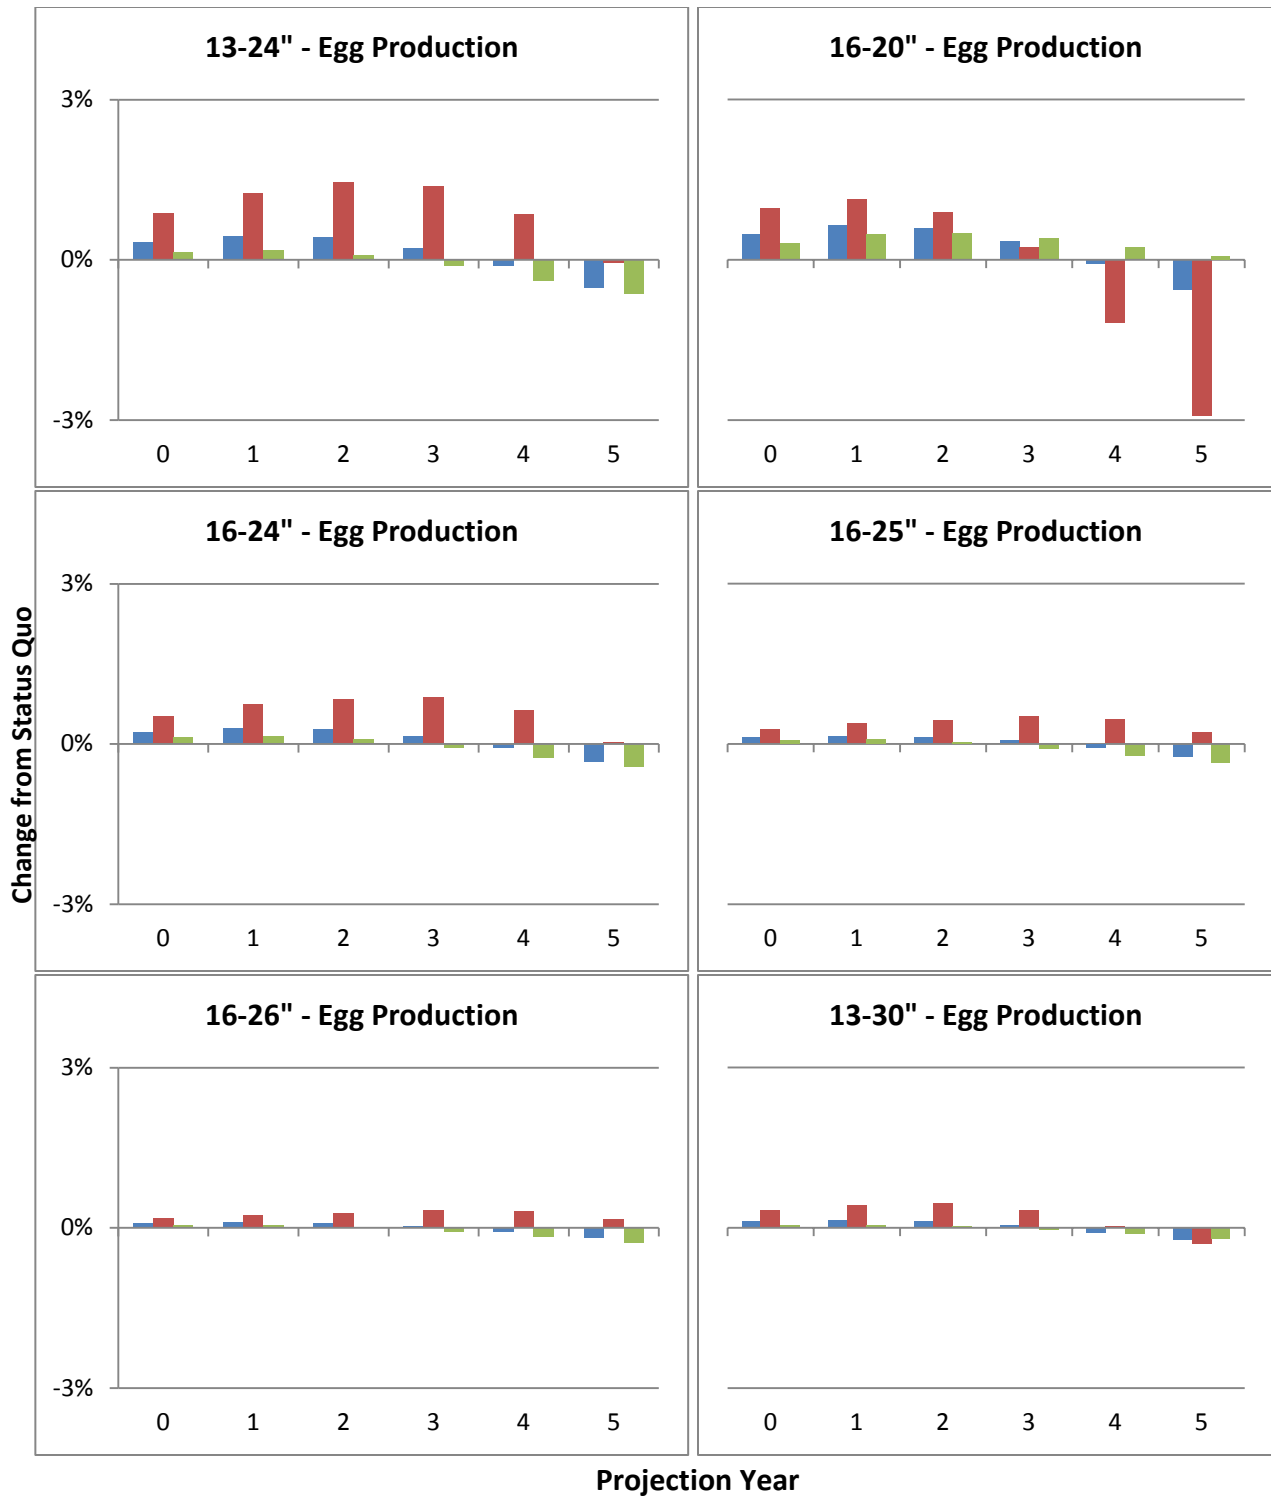 13-24" - Egg Production
3%
0%
-3%
0 1 2 3 4 5
16-20" - Egg Production
0 1 2 3 4 5
Change from Status Quo
16-24" - Egg Production
3%
0%
-3%
0 1 2 3 4 5
16-25" - Egg Production
0 1 2 3 4 5
16-26" - Egg Production
3%
0%
-3%
0 1 2 3 4 5
13-30" - Egg Production
0 1 2 3 4 5
Projection Year